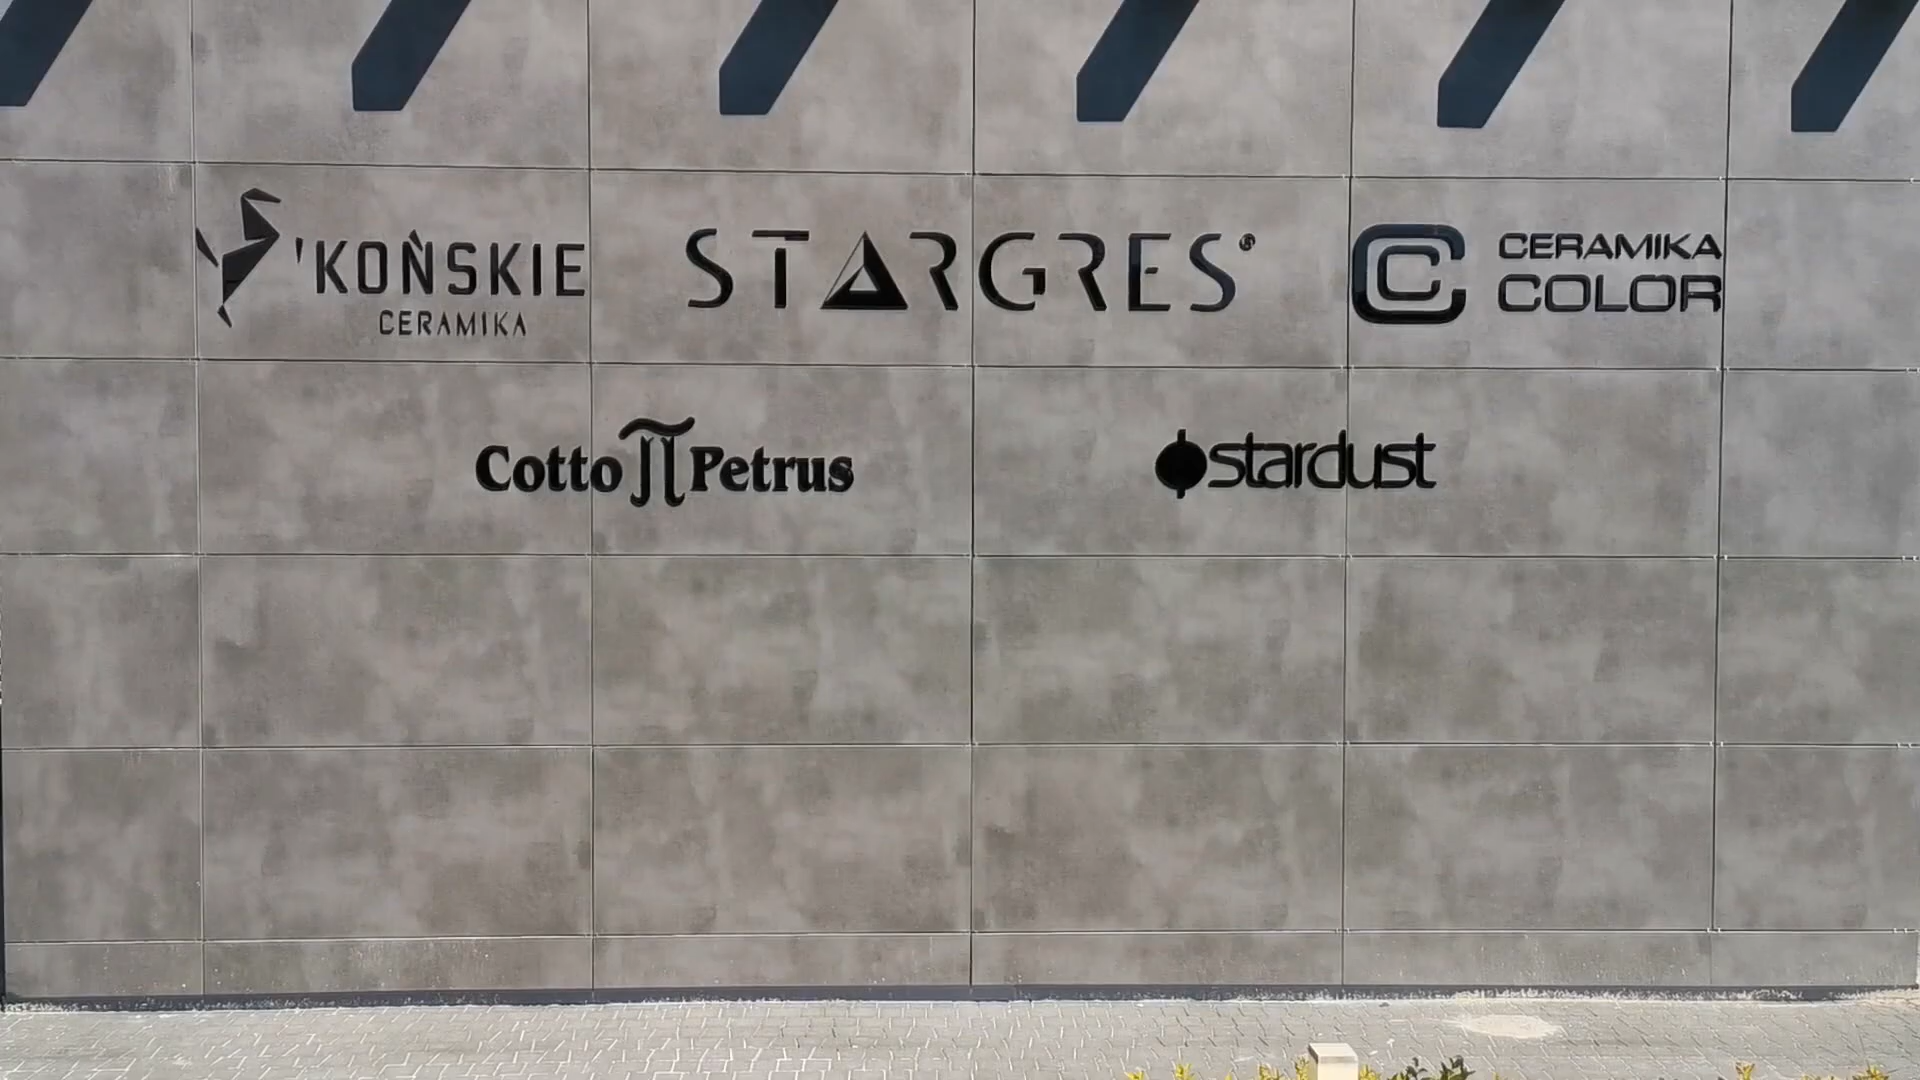 'KOŃSKIE
CERAMIKA
STARGRES®
CERAMIKA
COLOR
Cotto Petrus
stardust